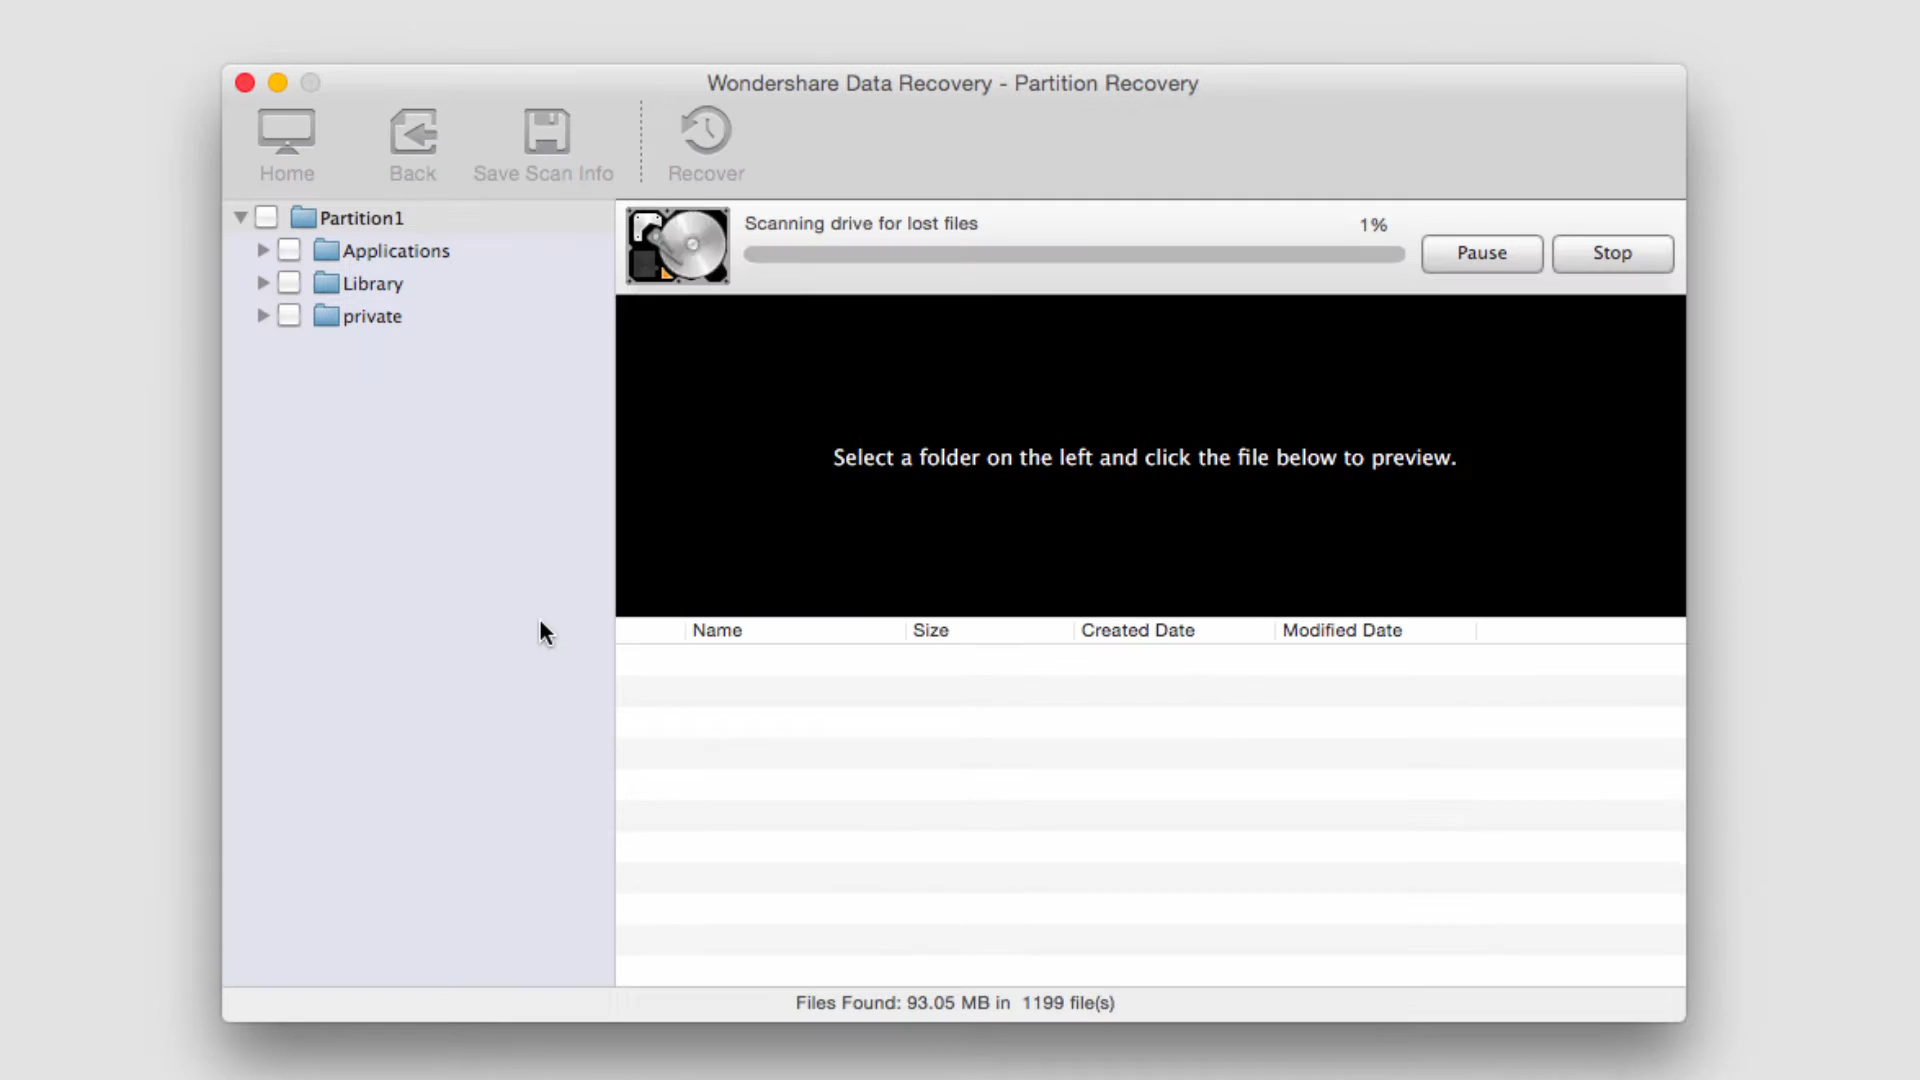 Wondershare Data Recovery - Partition Recovery
Home
Back
Save Scan Info
Recover
Partition1
Applications
Library
private
Scanning drive for lost files
1%
Pause
Stop
Select a folder on the left and click the file below to preview.
Name
Size
Created Date
Modified Date
Files Found: 93.05 MB in 1199 file(s)